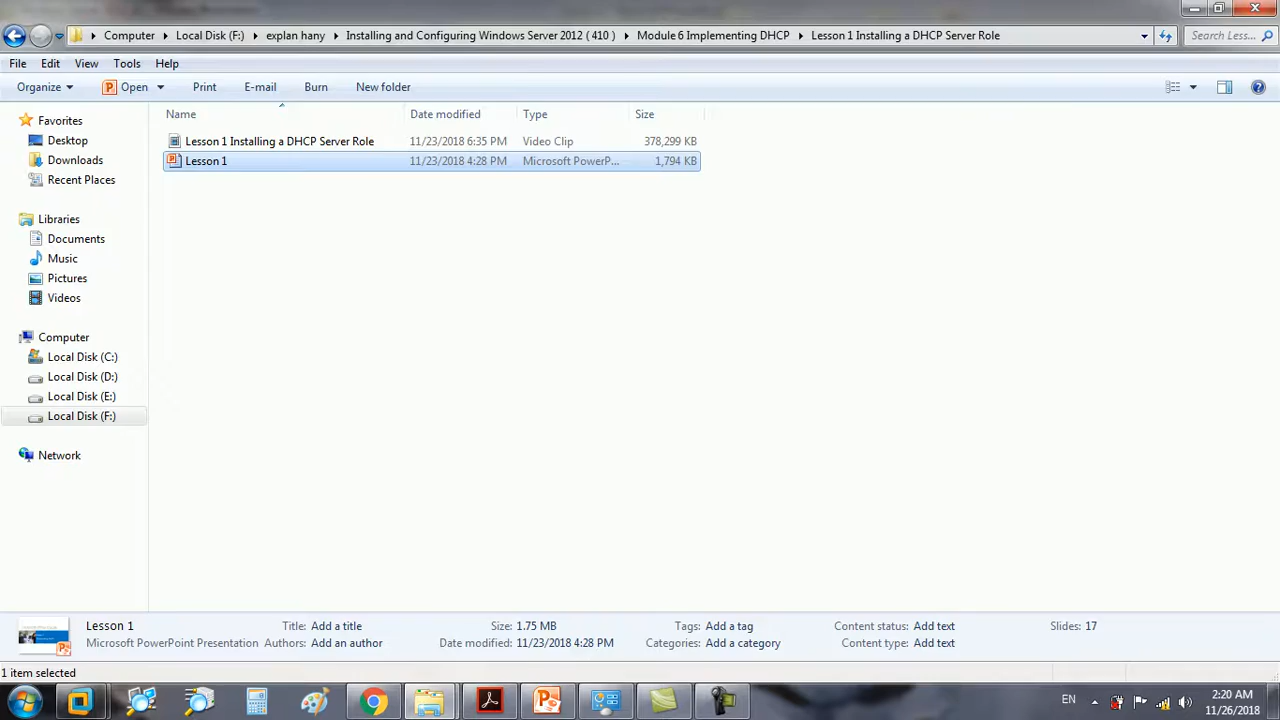 Computer Local Disk (F:) explan hany Installing and Configuring Windows Server 2012 ( 410 ) Module 6 Implementing DHCP Lesson 1 Installing a DHCP Server Role Search Less...
File Edit View Tools Help
Organize Open Print E-mail Burn New folder
Name Date modified Type Size
Lesson 1 Installing a DHCP Server Role 11/23/2018 6:35 PM Video Clip 378,299 KB
Lesson 1 11/23/2018 4:28 PM Microsoft PowerP... 1,794 KB
Favorites
Desktop
Downloads
Recent Places
Libraries
Documents
Music
Pictures
Videos
Computer
Local Disk (C:)
Local Disk (D:)
Local Disk (E:)
Local Disk (F:)
Network
Lesson 1 Title: Add a title Size: 1.75 MB Tags: Add a tag Content status: Add text Slides: 17
Microsoft PowerPoint Presentation Authors: Add an author Date modified: 11/23/2018 4:28 PM Categories: Add a category Content type: Add text
1 item selected
EN 2:20 AM
11/26/2018